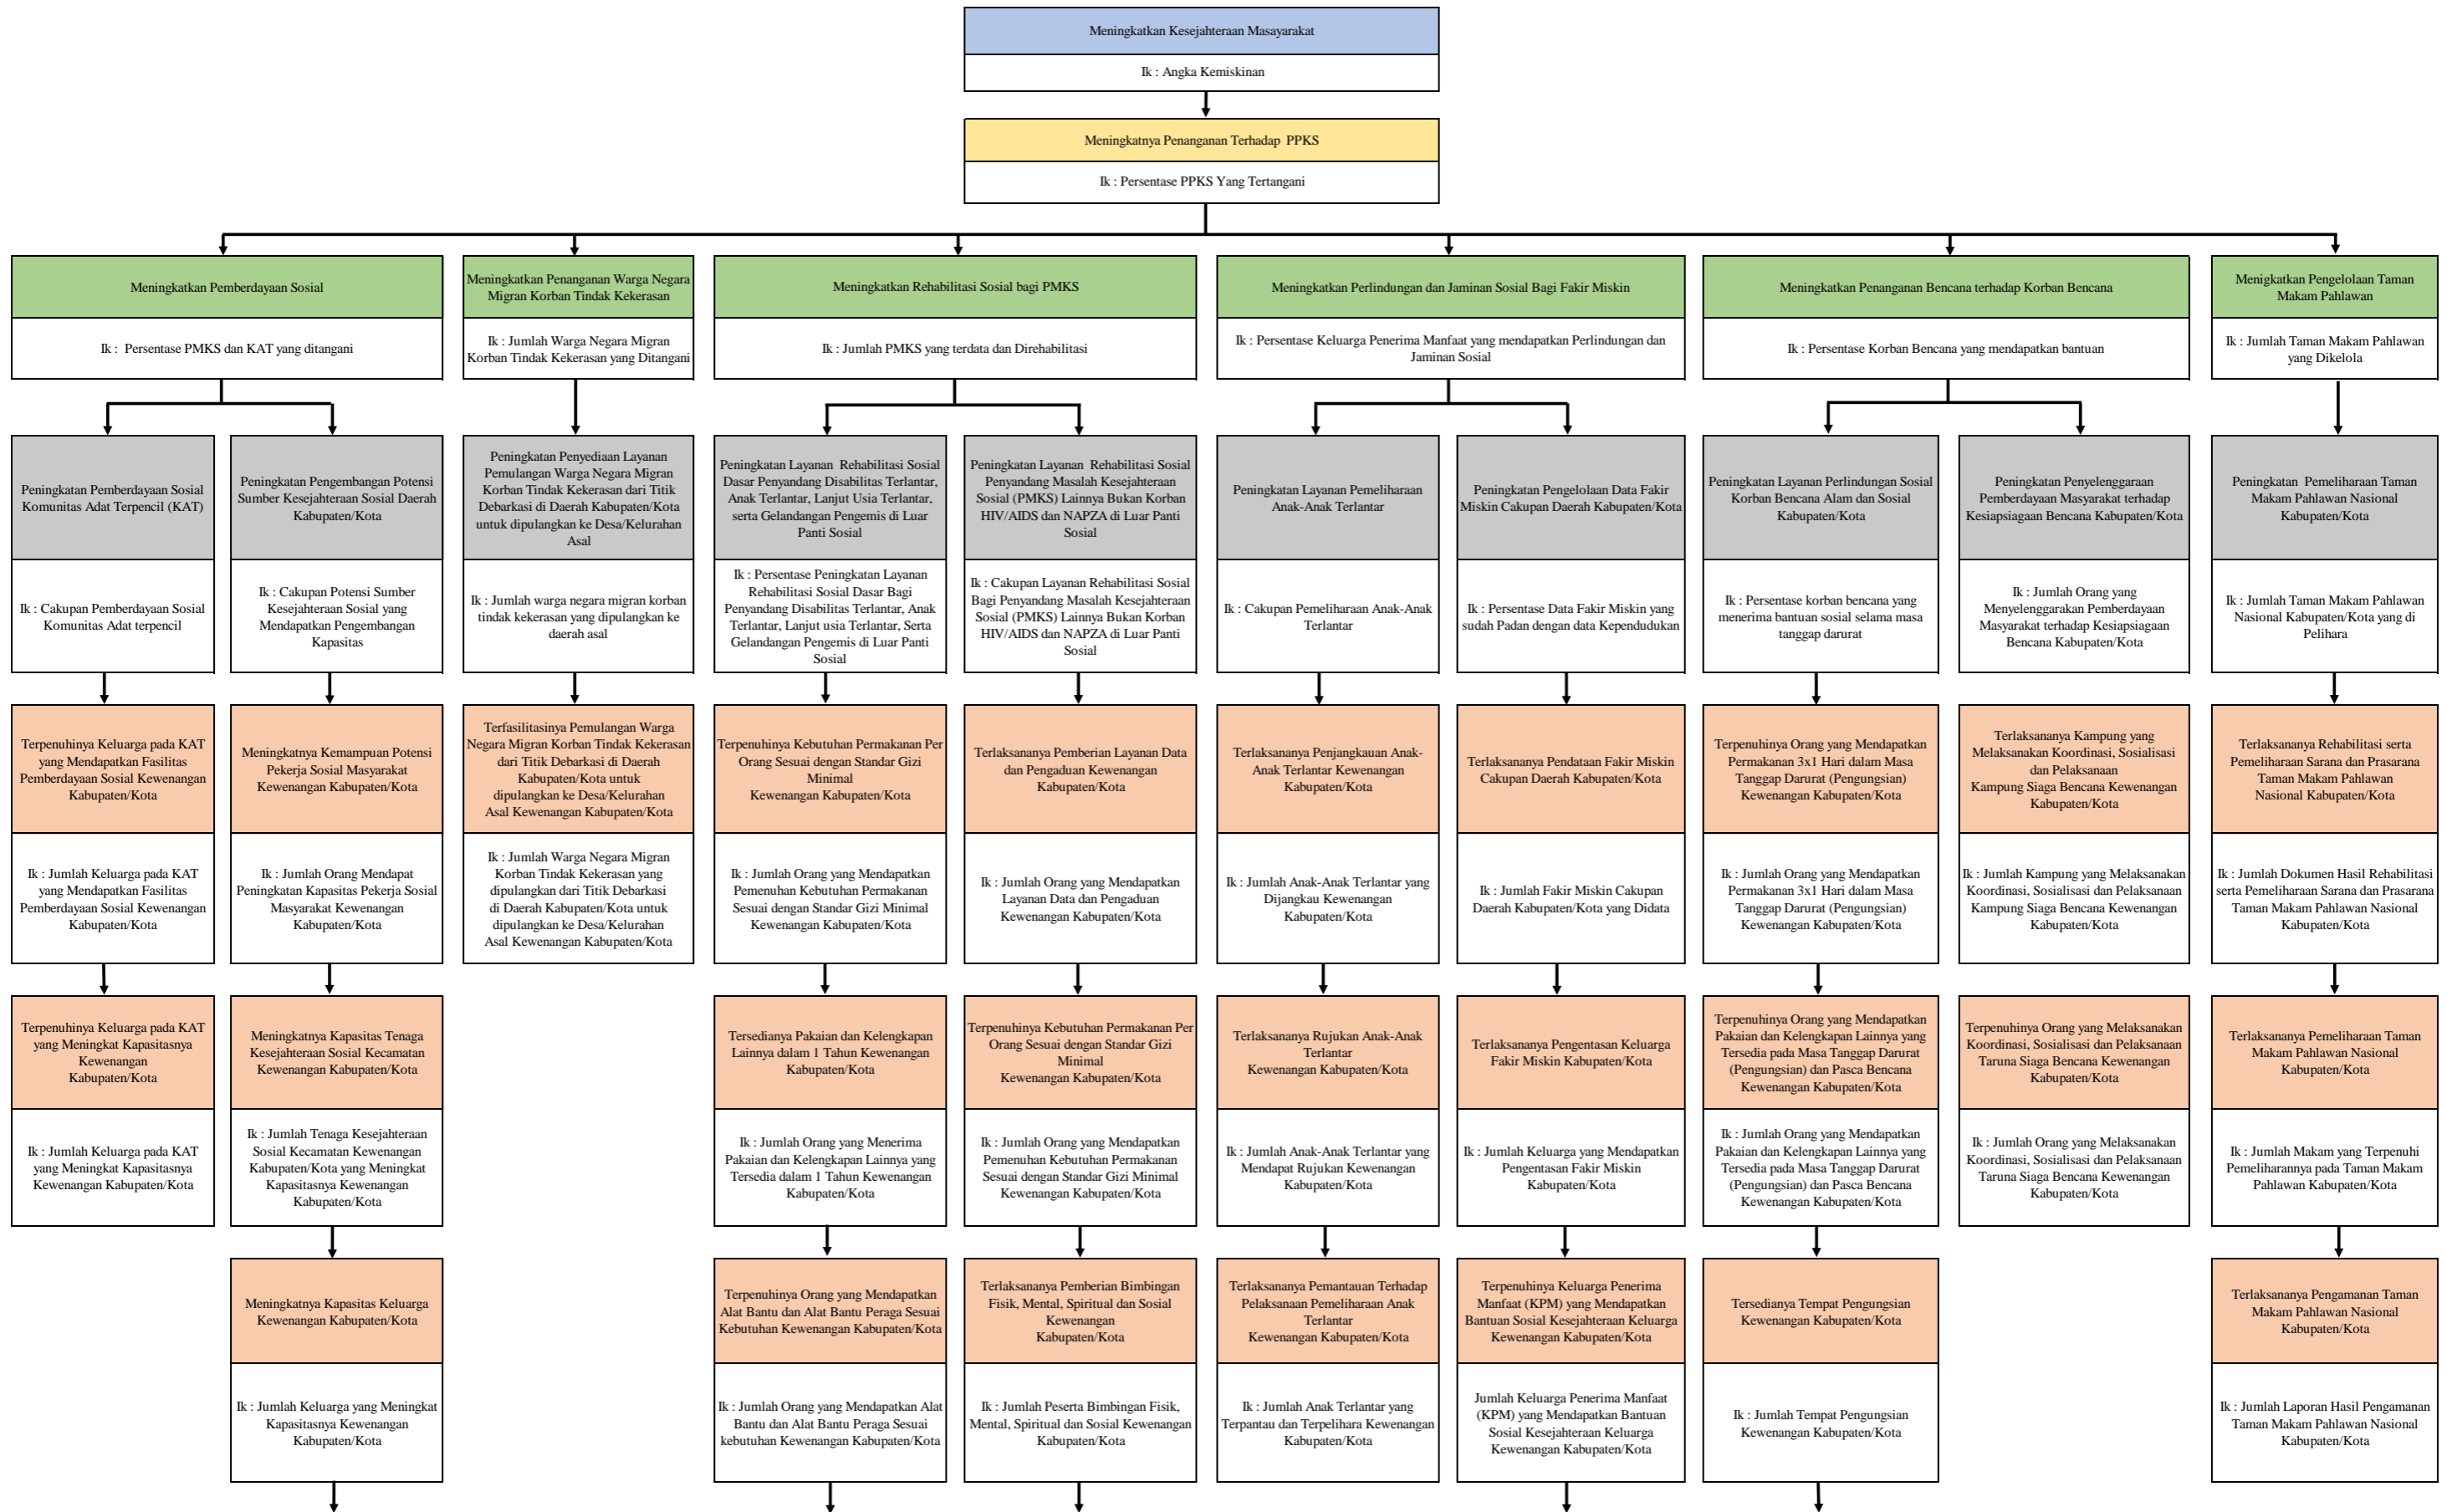 Meningkatkan Kesejahteraan Masayarakat
Ik : Angka Kemiskinan
Meningkatnya Penanganan Terhadap PPKS
Ik : Persentase PPKS Yang Tertangani
Meningkatkan Pemberdayaan Sosial
Ik : Persentase PMKS dan KAT yang ditangani
Meningkatkan Penanganan Warga Negara
Migran Korban Tindak Kekerasan
Ik : Jumlah Warga Negara Migran
Korban Tindak Kekerasan yang Ditangani
Meningkatkan Rehabilitasi Sosial bagi PMKS
Ik : Jumlah PMKS yang terdata dan Direhabilitasi
Meningkatkan Perlindungan dan Jaminan Sosial Bagi Fakir Miskin
Ik : Persentase Keluarga Penerima Manfaat yang mendapatkan Perlindungan dan
Jaminan Sosial
Meningkatkan Penanganan Bencana terhadap Korban Bencana
Ik : Persentase Korban Bencana yang mendapatkan bantuan
Menigkatkan Pengelolaan Taman
Makam Pahlawan
Ik : Jumlah Taman Makam Pahlawan
yang Dikelola
Peningkatan Pemberdayaan Sosial
Komunitas Adat Terpencil (KAT)
Ik : Cakupan Pemberdayaan Sosial
Komunitas Adat terpencil
Peningkatan Pengembangan Potensi
Sumber Kesejahteraan Sosial Daerah
Kabupaten/Kota
Ik : Cakupan Potensi Sumber
Kesejahteraan Sosial yang
Mendapatkan Pengembangan
Kapasitas
Peningkatan Penyediaan Layanan
Pemulangan Warga Negara Migran
Korban Tindak Kekerasan dari Titik
Debarkasi di Daerah Kabupaten/Kota
untuk dipulangkan ke Desa/Kelurahan
Asal
Ik : Jumlah warga negara migran korban
tindak kekerasan yang dipulangkan ke
daerah asal
Peningkatan Layanan Rehabilitasi Sosial
Dasar Penyandang Disabilitas Terlantar,
Anak Terlantar, Lanjut Usia Terlantar,
serta Gelandangan Pengemis di Luar
Panti Sosial
Ik : Persentase Peningkatan Layanan
Rehabilitasi Sosial Dasar Bagi
Penyandang Disabilitas Terlantar, Anak
Terlantar, Lanjut usia Terlantar, Serta
Gelandangan Pengemis di Luar Panti
Sosial
Peningkatan Layanan Rehabilitasi Sosial
Penyandang Masalah Kesejahteraan
Sosial (PMKS) Lainnya Bukan Korban
HIV/AIDS dan NAPZA di Luar Panti
Sosial
Ik : Cakupan Layanan Rehabilitasi Sosial
Bagi Penyandang Masalah Kesejahteraan
Sosial (PMKS) Lainnya Bukan Korban
HIV/AIDS dan NAPZA di Luar Panti
Sosial
Peningkatan Layanan Pemeliharaan
Anak-Anak Terlantar
Ik : Cakupan Pemeliharaan Anak-Anak
Terlantar
Peningkatan Pengelolaan Data Fakir
Miskin Cakupan Daerah Kabupaten/Kota
Ik : Persentase Data Fakir Miskin yang
sudah Padan dengan data Kependudukan
Peningkatan Layanan Perlindungan Sosial
Korban Bencana Alam dan Sosial
Kabupaten/Kota
Ik : Persentase korban bencana yang
menerima bantuan sosial selama masa
tanggap darurat
Peningkatan Penyelenggaraan
Pemberdayaan Masyarakat terhadap
Kesiapsiagaan Bencana Kabupaten/Kota
Ik : Jumlah Orang yang
Menyelenggarakan Pemberdayaan
Masyarakat terhadap Kesiapsiagaan
Bencana Kabupaten/Kota
Peningkatan Pemeliharaan Taman
Makam Pahlawan Nasional
Kabupaten/Kota
Ik : Jumlah Taman Makam Pahlawan
Nasional Kabupaten/Kota yang di
Pelihara
Terpenuhinya Keluarga pada KAT
yang Mendapatkan Fasilitas
Pemberdayaan Sosial Kewenangan
Kabupaten/Kota
Ik : Jumlah Keluarga pada KAT
yang Mendapatkan Fasilitas
Pemberdayaan Sosial Kewenangan
Kabupaten/Kota
Meningkatnya Kemampuan Potensi
Pekerja Sosial Masyarakat
Kewenangan Kabupaten/Kota
Ik : Jumlah Orang Mendapat
Peningkatan Kapasitas Pekerja Sosial
Masyarakat Kewenangan
Kabupaten/Kota
Terfasilitasinya Pemulangan Warga
Negara Migran Korban Tindak Kekerasan
dari Titik Debarkasi di Daerah
Kabupaten/Kota untuk
dipulangkan ke Desa/Kelurahan
Asal Kewenangan Kabupaten/Kota
Ik : Jumlah Warga Negara Migran
Korban Tindak Kekerasan yang
dipulangkan dari Titik Debarkasi
di Daerah Kabupaten/Kota untuk
dipulangkan ke Desa/Kelurahan
Asal Kewenangan Kabupaten/Kota
Terpenuhinya Kebutuhan Permakanan Per
Orang Sesuai dengan Standar Gizi
Minimal
Kewenangan Kabupaten/Kota
Ik : Jumlah Orang yang Mendapatkan
Pemenuhan Kebutuhan Permakanan
Sesuai dengan Standar Gizi Minimal
Kewenangan Kabupaten/Kota
Terlaksananya Pemberian Layanan Data
dan Pengaduan Kewenangan
Kabupaten/Kota
Ik : Jumlah Orang yang Mendapatkan
Layanan Data dan Pengaduan
Kewenangan Kabupaten/Kota
Terlaksananya Penjangkauan Anak-
Anak Terlantar Kewenangan
Kabupaten/Kota
Ik : Jumlah Anak-Anak Terlantar yang
Dijangkau Kewenangan
Kabupaten/Kota
Terlaksananya Pendataan Fakir Miskin
Cakupan Daerah Kabupaten/Kota
Ik : Jumlah Fakir Miskin Cakupan
Daerah Kabupaten/Kota yang Didata
Terpenuhinya Orang yang Mendapatkan
Permakanan 3x1 Hari dalam Masa
Tanggap Darurat (Pengungsian)
Kewenangan Kabupaten/Kota
Ik : Jumlah Orang yang Mendapatkan
Permakanan 3x1 Hari dalam Masa
Tanggap Darurat (Pengungsian)
Kewenangan Kabupaten/Kota
Terlaksananya Kampung yang
Melaksanakan Koordinasi, Sosialisasi
dan Pelaksanaan
Kampung Siaga Bencana Kewenangan
Kabupaten/Kota
Ik : Jumlah Kampung yang Melaksanakan
Koordinasi, Sosialisasi dan Pelaksanaan
Kampung Siaga Bencana Kewenangan
Kabupaten/Kota
Terlaksananya Rehabilitasi serta
Pemeliharaan Sarana dan Prasarana
Taman Makam Pahlawan
Nasional Kabupaten/Kota
Ik : Jumlah Dokumen Hasil Rehabilitasi
serta Pemeliharaan Sarana dan Prasarana
Taman Makam Pahlawan Nasional
Kabupaten/Kota
Terpenuhinya Keluarga pada KAT
yang Meningkat Kapasitasnya
Kewenangan
Kabupaten/Kota
Ik : Jumlah Keluarga pada KAT
yang Meningkat Kapasitasnya
Kewenangan Kabupaten/Kota
Meningkatnya Kapasitas Tenaga
Kesejahteraan Sosial Kecamatan
Kewenangan Kabupaten/Kota
Ik : Jumlah Tenaga Kesejahteraan
Sosial Kecamatan Kewenangan
Kabupaten/Kota yang Meningkat
Kapasitasnya Kewenangan
Kabupaten/Kota
Tersedianya Pakaian dan Kelengkapan
Lainnya dalam 1 Tahun Kewenangan
Kabupaten/Kota
Ik : Jumlah Orang yang Menerima
Pakaian dan Kelengkapan Lainnya yang
Tersedia dalam 1 Tahun Kewenangan
Kabupaten/Kota
Terpenuhinya Kebutuhan Permakanan Per
Orang Sesuai dengan Standar Gizi
Minimal
Kewenangan Kabupaten/Kota
Ik : Jumlah Orang yang Mendapatkan
Pemenuhan Kebutuhan Permakanan
Sesuai dengan Standar Gizi Minimal
Kewenangan Kabupaten/Kota
Terlaksananya Rujukan Anak-Anak
Terlantar
Kewenangan Kabupaten/Kota
Ik : Jumlah Anak-Anak Terlantar yang
Mendapat Rujukan Kewenangan
Kabupaten/Kota
Terlaksananya Pengentasan Keluarga
Fakir Miskin Kabupaten/Kota
Ik : Jumlah Keluarga yang Mendapatkan
Pengentasan Fakir Miskin
Kabupaten/Kota
Terpenuhinya Orang yang Mendapatkan
Pakaian dan Kelengkapan Lainnya yang
Tersedia pada Masa Tanggap Darurat
(Pengungsian) dan Pasca Bencana
Kewenangan Kabupaten/Kota
Ik : Jumlah Orang yang Mendapatkan
Pakaian dan Kelengkapan Lainnya yang
Tersedia pada Masa Tanggap Darurat
(Pengungsian) dan Pasca Bencana
Kewenangan Kabupaten/Kota
Terpenuhinya Orang yang Melaksanakan
Koordinasi, Sosialisasi dan Pelaksanaan
Taruna Siaga Bencana Kewenangan
Kabupaten/Kota
Ik : Jumlah Orang yang Melaksanakan
Koordinasi, Sosialisasi dan Pelaksanaan
Taruna Siaga Bencana Kewenangan
Kabupaten/Kota
Terlaksananya Pemeliharaan Taman
Makam Pahlawan Nasional
Kabupaten/Kota
Ik : Jumlah Makam yang Terpenuhi
Pemeliharannya pada Taman Makam
Pahlawan Kabupaten/Kota
Meningkatnya Kapasitas Keluarga
Kewenangan Kabupaten/Kota
Ik : Jumlah Keluarga yang Meningkat
Kapasitasnya Kewenangan
Kabupaten/Kota
Terpenuhinya Orang yang Mendapatkan
Alat Bantu dan Alat Bantu Peraga Sesuai
Kebutuhan Kewenangan Kabupaten/Kota
Ik : Jumlah Orang yang Mendapatkan Alat
Bantu dan Alat Bantu Peraga Sesuai
kebutuhan Kewenangan Kabupaten/Kota
Terlaksananya Pemberian Bimbingan
Fisik, Mental, Spiritual dan Sosial
Kewenangan
Kabupaten/Kota
Ik : Jumlah Peserta Bimbingan Fisik,
Mental, Spiritual dan Sosial Kewenangan
Kabupaten/Kota
Terlaksananya Pemantauan Terhadap
Pelaksanaan Pemeliharaan Anak
Terlantar
Kewenangan Kabupaten/Kota
Ik : Jumlah Anak Terlantar yang
Terpantau dan Terpelihara Kewenangan
Kabupaten/Kota
Terpenuhinya Keluarga Penerima
Manfaat (KPM) yang Mendapatkan
Bantuan Sosial Kesejahteraan Keluarga
Kewenangan Kabupaten/Kota
Jumlah Keluarga Penerima Manfaat
(KPM) yang Mendapatkan Bantuan
Sosial Kesejahteraan Keluarga
Kewenangan Kabupaten/Kota
Tersedianya Tempat Pengungsian
Kewenangan Kabupaten/Kota
Ik : Jumlah Tempat Pengungsian
Kewenangan Kabupaten/Kota
Terlaksananya Pengamanan Taman
Makam Pahlawan Nasional
Kabupaten/Kota
Ik : Jumlah Laporan Hasil Pengamanan
Taman Makam Pahlawan Nasional
Kabupaten/Kota